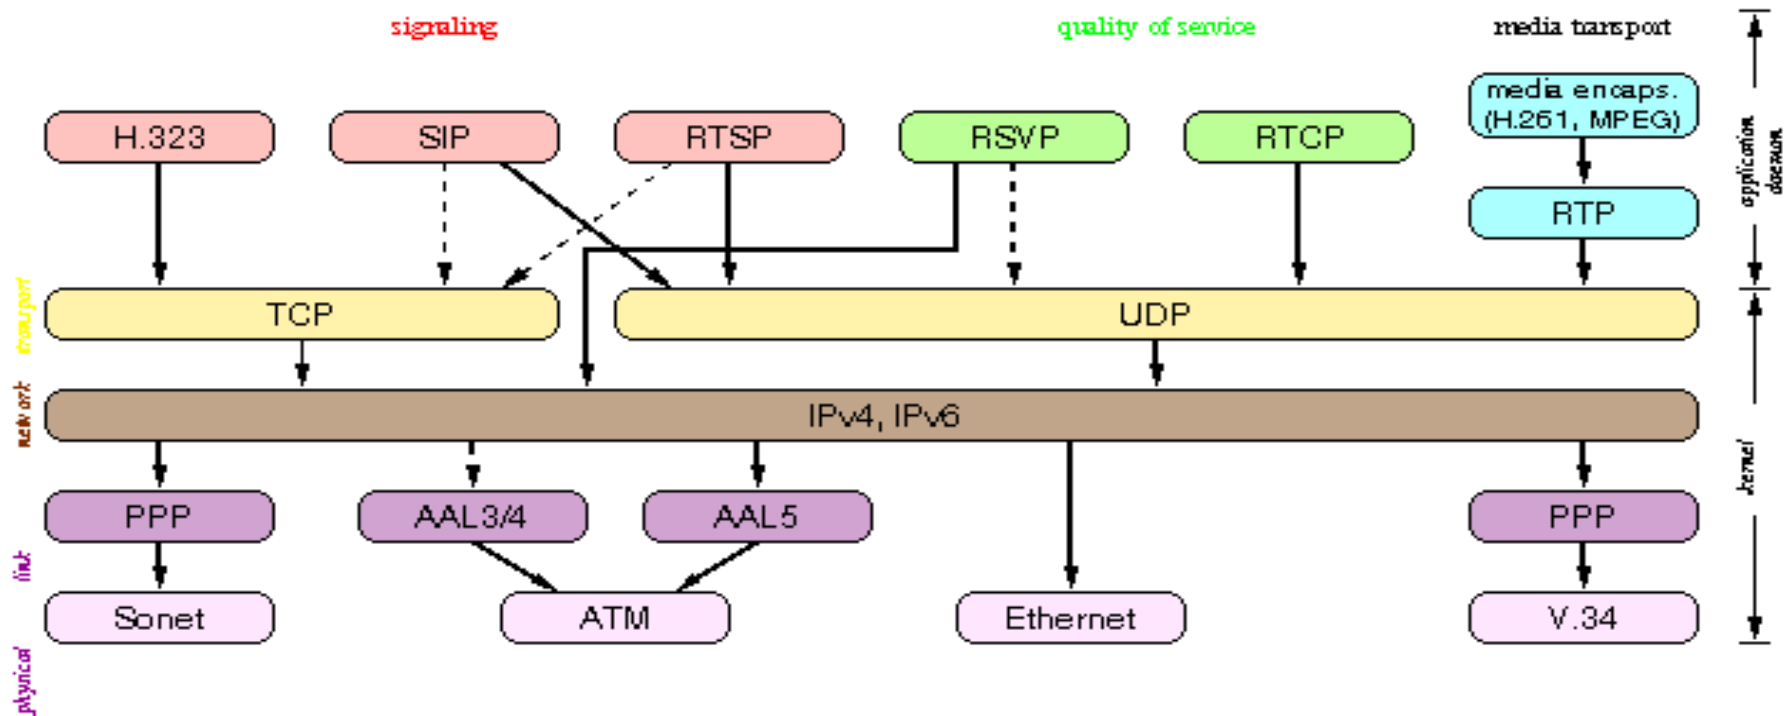 signaling
quality of service
media transport
H.323
SIP
RTSP
RSVP
RTCP
media encaps.
(H.261, MPEG)
RTP
application
daemon
TCP
UDP
transport
IPv4, IPv6
network
kernel
PPP
AAL3/4
AAL5
PPP
link
Sonet
ATM
Ethernet
V.34
physical